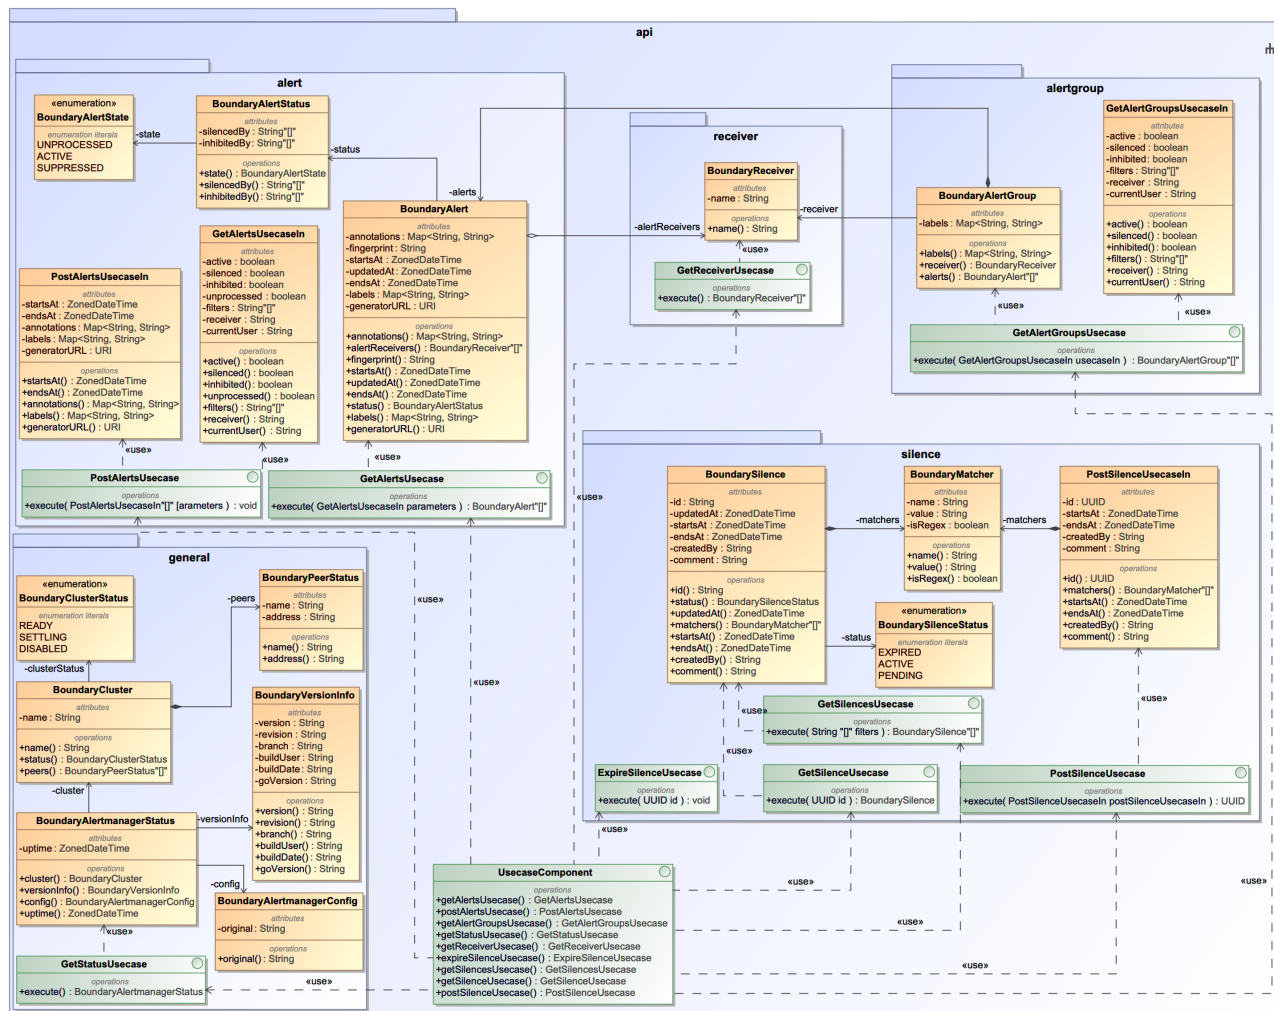 api
alert
«enumeration»
BoundaryAlertState
enumeration literals
UNPROCESSED
ACTIVE
SUPPRESSED
-state
BoundaryAlertStatus
attributes
-silencedBy : String"[]"
-inhibitedBy : String"[]"
operations
+state() : BoundaryAlertState
+silencedBy() : String"[]"
+inhibitedBy() : String"[]"
-status
-alerts
BoundaryAlert
attributes
-annotations : Map<String, String>
-fingerprint : String
-startsAt : ZonedDateTime
-updatedAt : ZonedDateTime
-endsAt : ZonedDateTime
-labels : Map<String, String>
-generatorURL : URI
operations
+annotations() : Map<String, String>
+alertReceivers() : BoundaryReceiver"[]"
+fingerprint() : String
+startsAt() : ZonedDateTime
+updatedAt() : ZonedDateTime
+endsAt() : ZonedDateTime
+status() : BoundaryAlertStatus
+labels() : Map<String, String>
+generatorURL() : URI
GetAlertsUsecaseIn
attributes
-active : boolean
-silenced : boolean
-inhibited : boolean
-unprocessed : boolean
-filters : String"[]"
-receiver : String
-currentUser : String
operations
+active() : boolean
+silenced() : boolean
+inhibited() : boolean
+unprocessed() : boolean
+filters() : String"[]"
+receiver() : String
+currentUser() : String
PostAlertsUsecaseIn
attributes
-startsAt : ZonedDateTime
-endsAt : ZonedDateTime
-annotations : Map<String, String>
-labels : Map<String, String>
-generatorURL : URI
operations
+startsAt() : ZonedDateTime
+endsAt() : ZonedDateTime
+annotations() : Map<String, String>
+labels() : Map<String, String>
+generatorURL() : URI
«use»
«use»
«use»
PostAlertsUsecase
operations
+execute( PostAlertsUsecaseIn"[]" [arameters ) : void
GetAlertsUsecase
operations
+execute( GetAlertsUsecaseIn parameters ) : BoundaryAlert"[]"
receiver
BoundaryReceiver
attributes
-name : String
operations
+name() : String
-alertReceivers
-receiver
«use»
GetReceiverUsecase
operations
+execute() : BoundaryReceiver"[]"
alertgroup
GetAlertGroupsUsecaseIn
attributes
-active : boolean
-silenced : boolean
-inhibited : boolean
-filters : String"[]"
-receiver : String
-currentUser : String
operations
+active() : boolean
+silenced() : boolean
+inhibited() : boolean
+filters() : String"[]"
+receiver() : String
+currentUser() : String
BoundaryAlertGroup
attributes
-labels : Map<String, String>
operations
+labels() : Map<String, String>
+receiver() : BoundaryReceiver
+alerts() : BoundaryAlert"[]"
«use»
«use»
GetAlertGroupsUsecase
operations
+execute( GetAlertGroupsUsecaseIn usecaseIn ) : BoundaryAlertGroup"[]"
silence
BoundarySilence
attributes
-id : String
-updatedAt : ZonedDateTime
-startsAt : ZonedDateTime
-endsAt : ZonedDateTime
-createdBy : String
-comment : String
operations
+id() : String
+status() : BoundarySilenceStatus
+updatedAt() : ZonedDateTime
+matchers() : BoundaryMatcher"[]"
+startsAt() : ZonedDateTime
+endsAt() : ZonedDateTime
+createdBy() : String
+comment() : String
-matchers
BoundaryMatcher
attributes
-name : String
-value : String
-isRegex : boolean
operations
+name() : String
+value() : String
+isRegex() : boolean
-matchers
PostSilenceUsecaseIn
attributes
-id : UUID
-startsAt : ZonedDateTime
-endsAt : ZonedDateTime
-createdBy : String
-comment : String
operations
+id() : UUID
+matchers() : BoundaryMatcher"[]"
+startsAt() : ZonedDateTime
+endsAt() : ZonedDateTime
+createdBy() : String
+comment() : String
-status
«enumeration»
BoundarySilenceStatus
enumeration literals
EXPIRED
ACTIVE
PENDING
«use»
«use»
«use»
«use»
GetSilencesUsecase
operations
+execute( String "[]" filters ) : BoundarySilence"[]"
ExpireSilenceUsecase
operations
+execute( UUID id ) : void
GetSilenceUsecase
operations
+execute( UUID id ) : BoundarySilence
PostSilenceUsecase
operations
+execute( PostSilenceUsecaseIn postSilenceUsecaseIn ) : UUID
general
«enumeration»
BoundaryClusterStatus
enumeration literals
READY
SETTLING
DISABLED
-clusterStatus
-peers
BoundaryPeerStatus
attributes
-name : String
-address : String
operations
+name() : String
+address() : String
BoundaryCluster
attributes
-name : String
operations
+name() : String
+status() : BoundaryClusterStatus
+peers() : BoundaryPeerStatus"[]"
-cluster
BoundaryVersionInfo
attributes
-version : String
-revision : String
-branch : String
-buildUser : String
-buildDate : String
-goVersion : String
operations
+version() : String
+revision() : String
+branch() : String
+buildUser() : String
+buildDate() : String
+goVersion() : String
-versionInfo
BoundaryAlertmanagerStatus
attributes
-uptime : ZonedDateTime
operations
+cluster() : BoundaryCluster
+versionInfo() : BoundaryVersionInfo
+config() : BoundaryAlertmanagerConfig
+uptime() : ZonedDateTime
-config
BoundaryAlertmanagerConfig
attributes
-original : String
operations
+original() : String
«use»
GetStatusUsecase
operations
+execute() : BoundaryAlertmanagerStatus
«use»
«use»
«use»
«use»
UsecaseComponent
operations
+getAlertsUsecase() : GetAlertsUsecase
+postAlertsUsecase() : PostAlertsUsecase
+getAlertGroupsUsecase() : GetAlertGroupsUsecase
+getStatusUsecase() : GetStatusUsecase
+getReceiverUsecase() : GetReceiverUsecase
+expireSilenceUsecase() : ExpireSilenceUsecase
+getSilencesUsecase() : GetSilencesUsecase
+getSilenceUsecase() : GetSilenceUsecase
+postSilenceUsecase() : PostSilenceUsecase
«use»
«use»
«use»
«use»